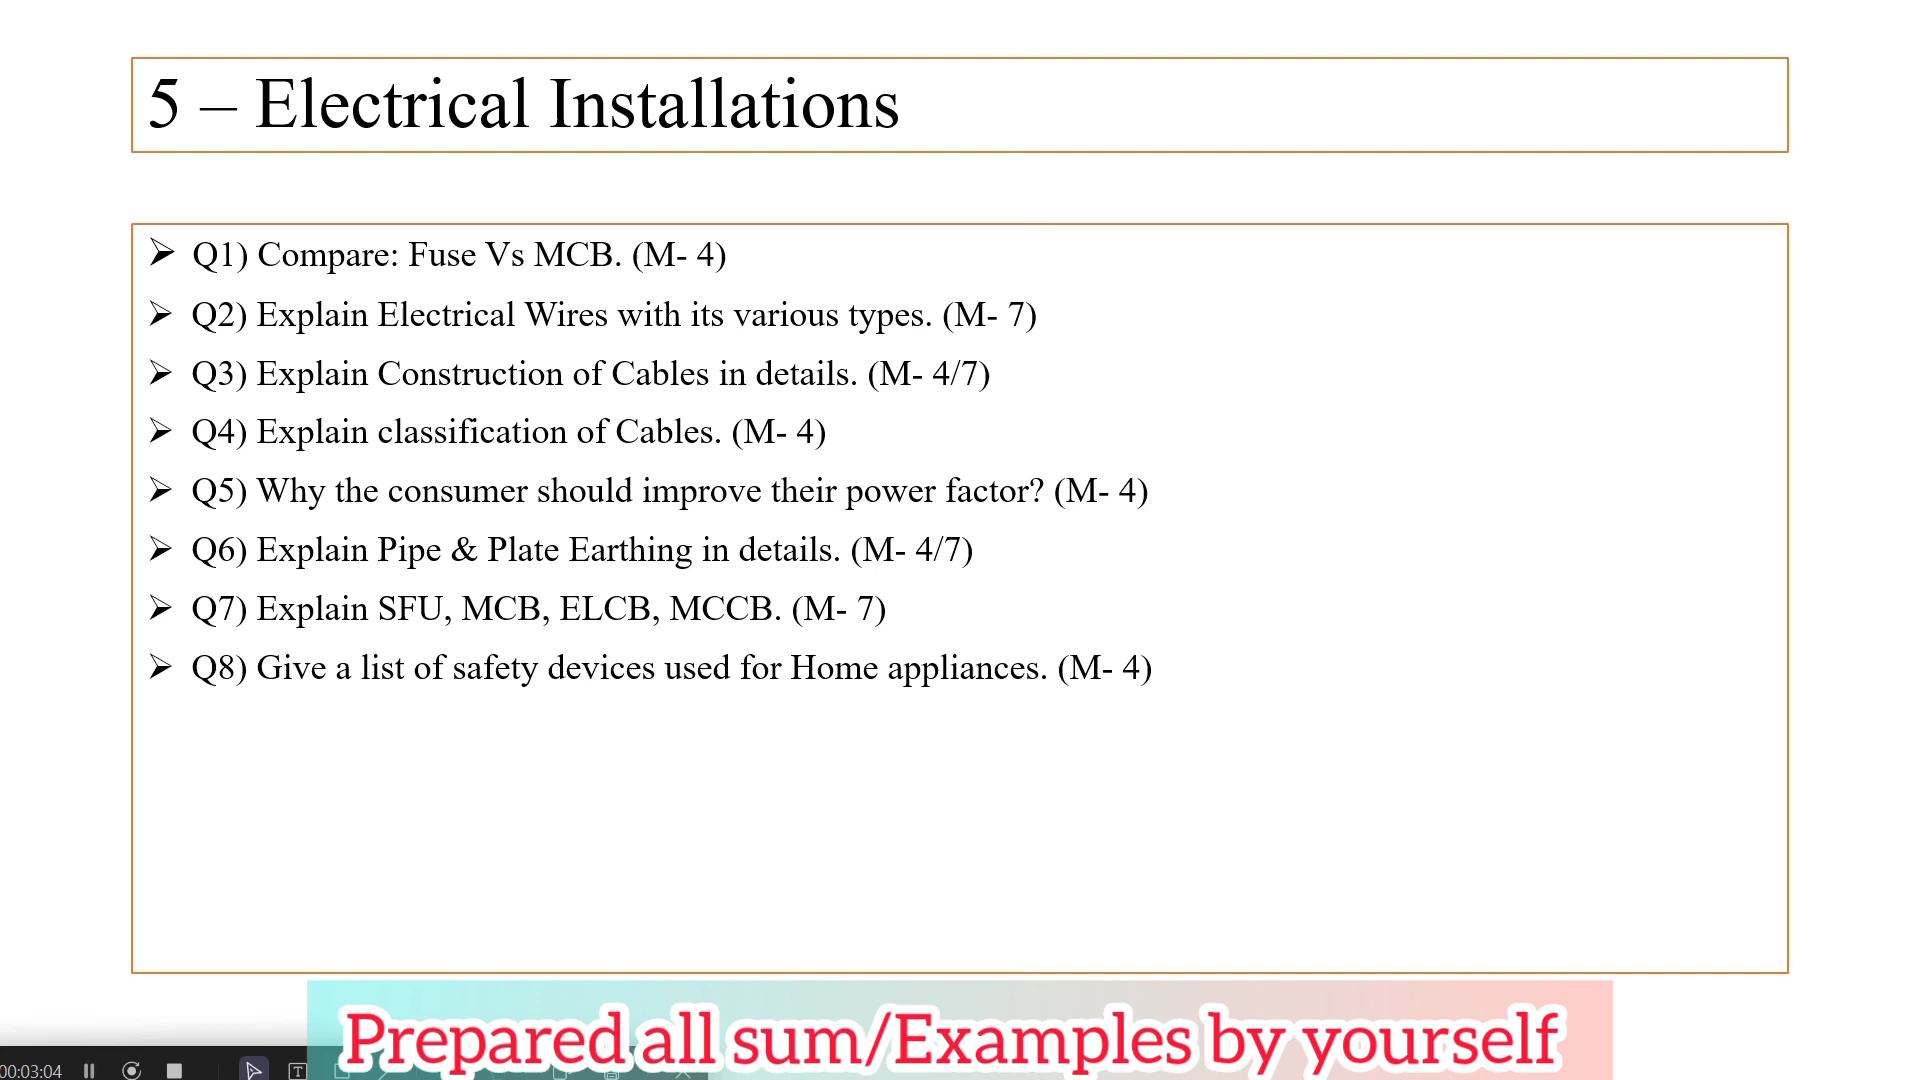 5 – Electrical Installations
➢ Q1) Compare: Fuse Vs MCB. (M- 4)
➢ Q2) Explain Electrical Wires with its various types. (M- 7)
➢ Q3) Explain Construction of Cables in details. (M- 4/7)
➢ Q4) Explain classification of Cables. (M- 4)
➢ Q5) Why the consumer should improve their power factor? (M- 4)
➢ Q6) Explain Pipe & Plate Earthing in details. (M- 4/7)
➢ Q7) Explain SFU, MCB, ELCB, MCCB. (M- 7)
➢ Q8) Give a list of safety devices used for Home appliances. (M- 4)
Prepared all sum/Examples by yourself
00:03:04